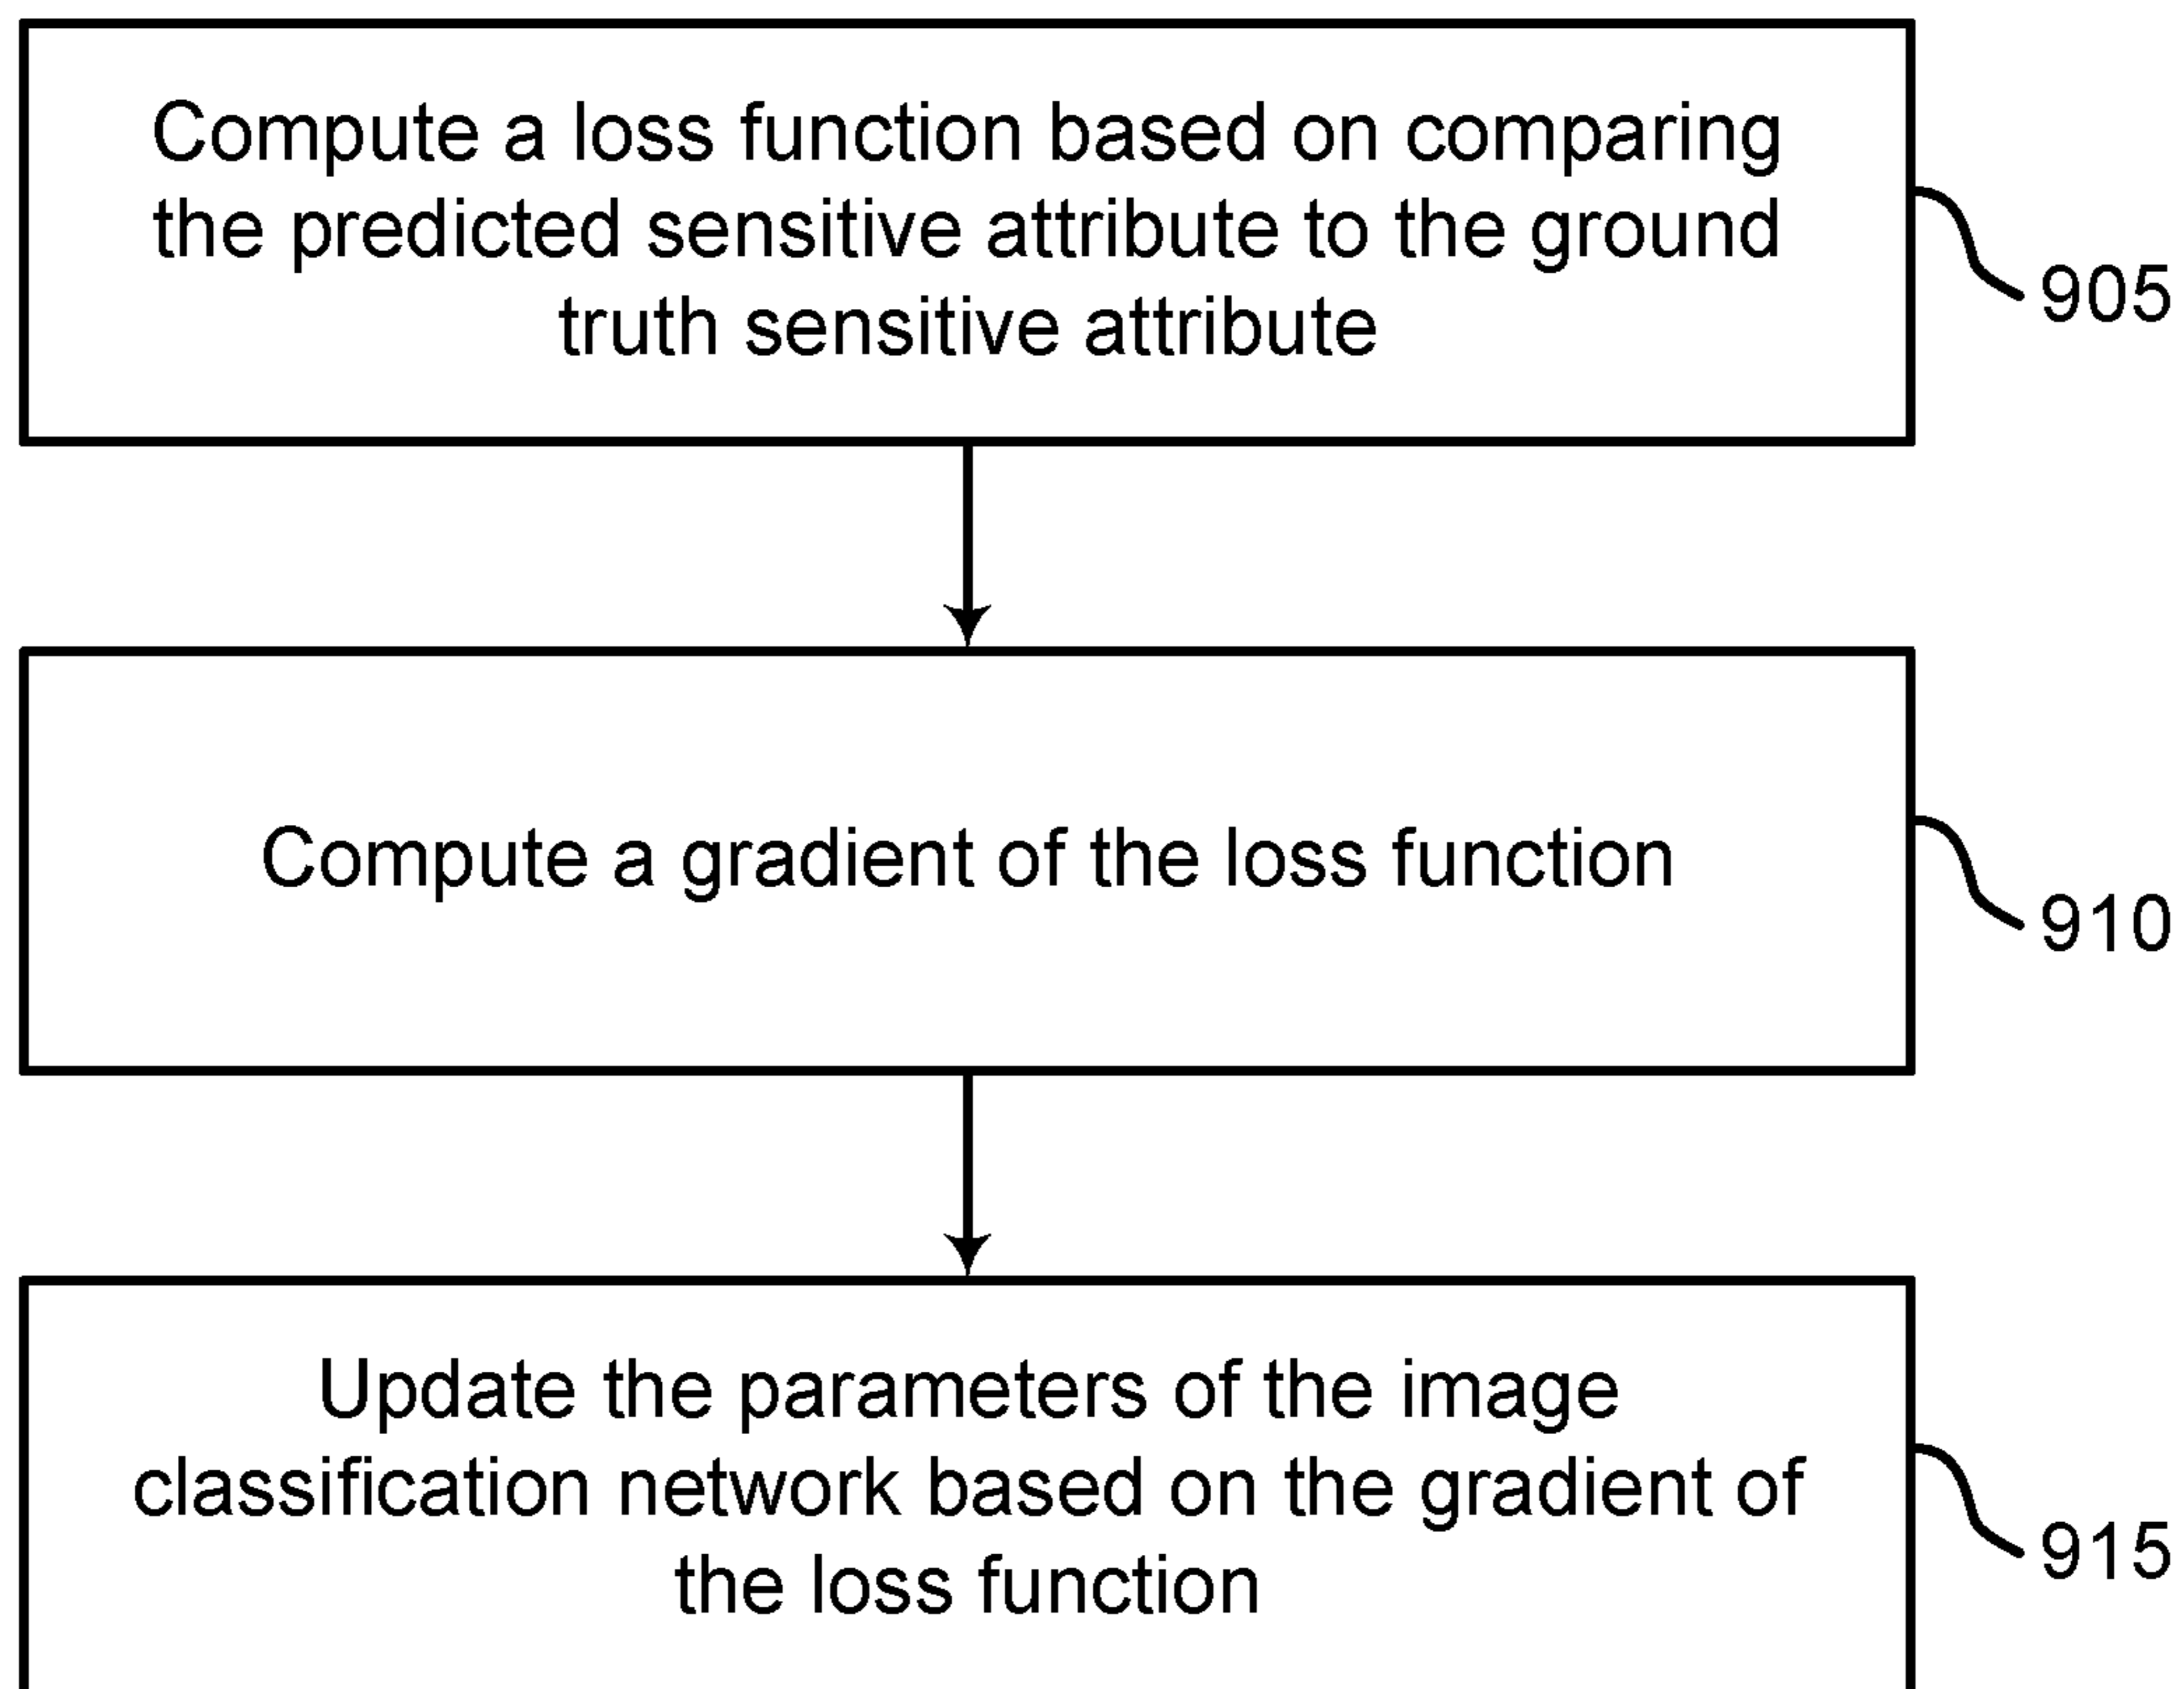 Compute a loss function based on comparing
the predicted sensitive attribute to the ground
truth sensitive attribute
905
Compute a gradient of the loss function
910
Update the parameters of the image
classification network based on the gradient of
the loss function
915